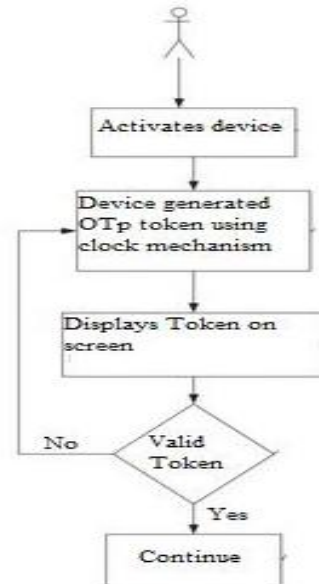 Activates device
Device generated
OTp token using
clock mechanism
Displays Token on
screen
No
Valid
Token
Yes
Continue